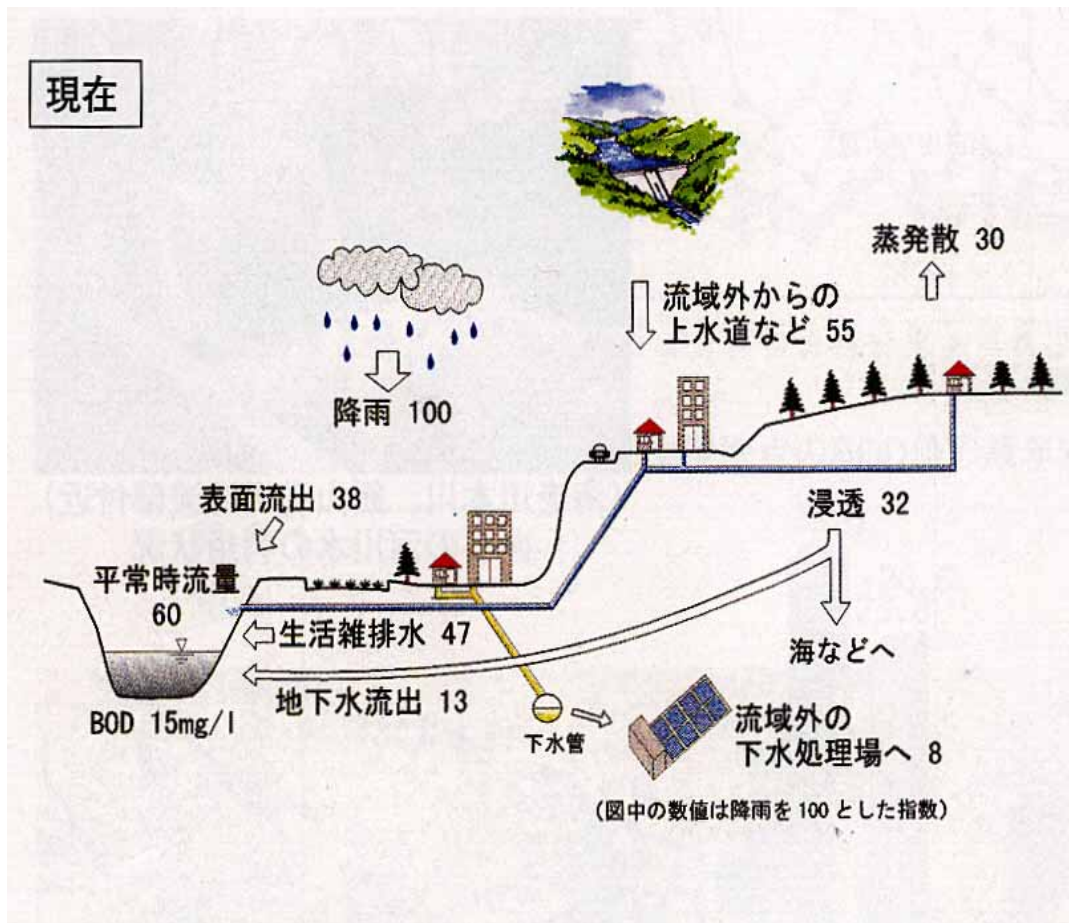 現在
蒸発散 30
流域外からの
上水道など 55
降雨 100
表面流出 38
浸透 32
平常時流量
60
生活雑排水 47
海などへ
地下水流出 13
BOD 15mg/l
下水管
流域外の
下水処理場へ 8
(図中の数値は降雨を100とした指数)